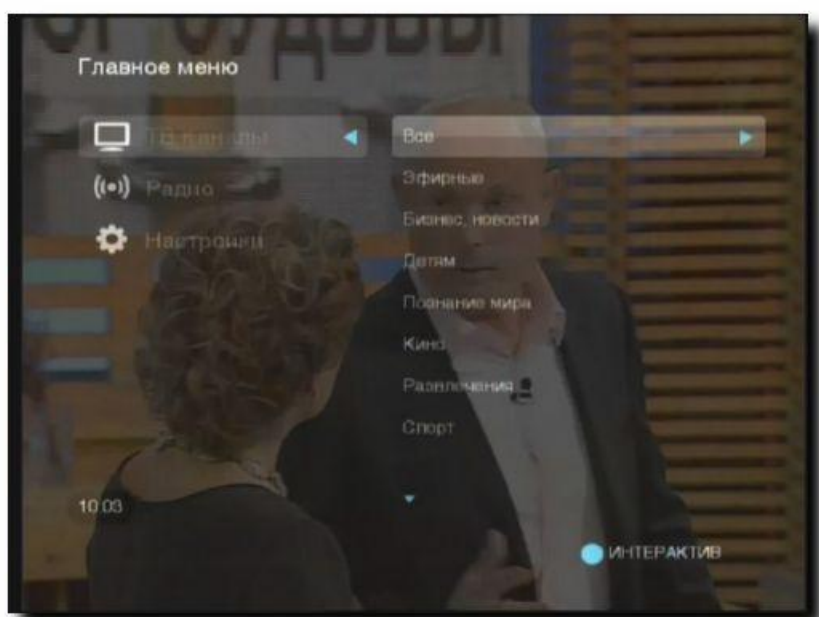 Главное меню
ТВ каналы
Радио
Настройки
Все
Эфирные
Бизнес, новости
Детям
Познание мира
Кино
Развлечения
Спорт
10:03
ИНТЕРАКТИВ